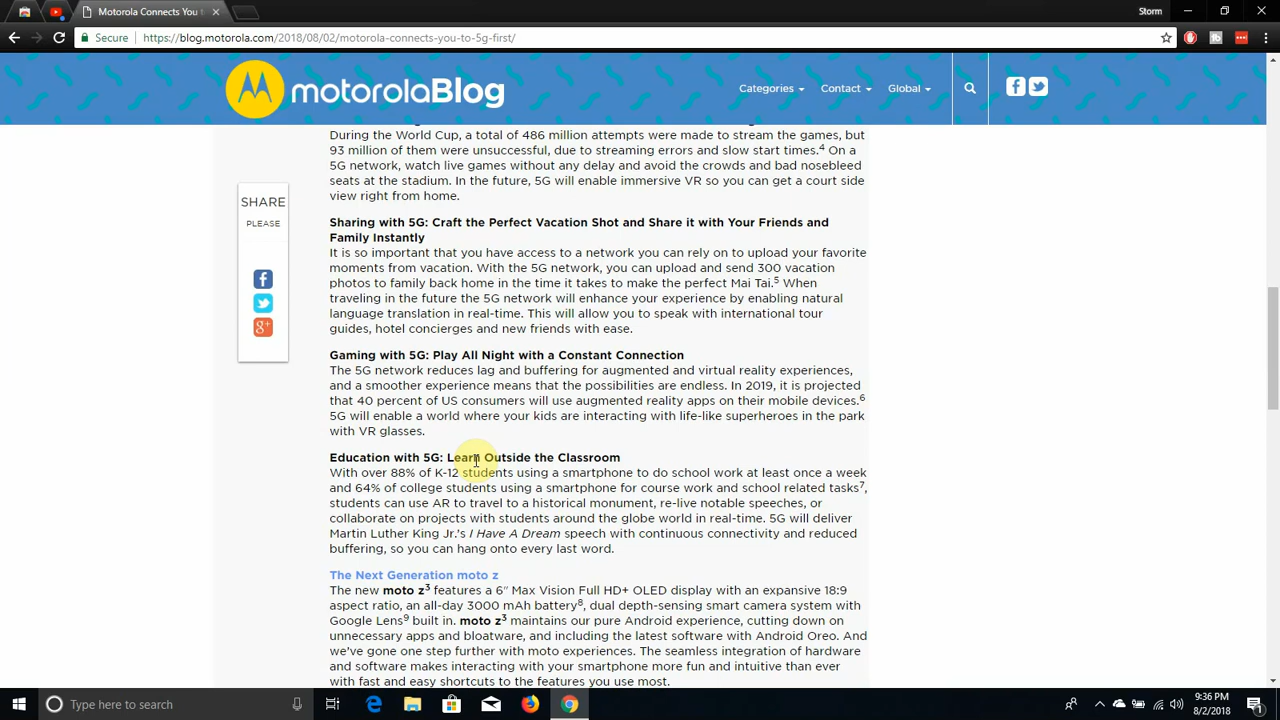 Motorola Connects You t
Storm
Secure
https://blog.motorola.com/2018/08/02/motorola-connects-you-to-5g-first/
motorolaBlog
Categories
Contact
Global
During the World Cup, a total of 486 million attempts were made to stream the games, but
93 million of them were unsuccessful, due to streaming errors and slow start times.4 On a
5G network, watch live games without any delay and avoid the crowds and bad nosebleed
seats at the stadium. In the future, 5G will enable immersive VR so you can get a court side
view right from home.
SHARE
PLEASE
Sharing with 5G: Craft the Perfect Vacation Shot and Share it with Your Friends and
Family Instantly
It is so important that you have access to a network you can rely on to upload your favorite
moments from vacation. With the 5G network, you can upload and send 300 vacation
photos to family back home in the time it takes to make the perfect Mai Tai.5 When
traveling in the future the 5G network will enhance your experience by enabling natural
language translation in real-time. This will allow you to speak with international tour
guides, hotel concierges and new friends with ease.
Gaming with 5G: Play All Night with a Constant Connection
The 5G network reduces lag and buffering for augmented and virtual reality experiences,
and a smoother experience means that the possibilities are endless. In 2019, it is projected
that 40 percent of US consumers will use augmented reality apps on their mobile devices.6
5G will enable a world where your kids are interacting with life-like superheroes in the park
with VR glasses.
Education with 5G: Learn Outside the Classroom
With over 88% of K-12 students using a smartphone to do school work at least once a week
and 64% of college students using a smartphone for course work and school related tasks7,
students can use AR to travel to a historical monument, re-live notable speeches, or
collaborate on projects with students around the globe world in real-time. 5G will deliver
Martin Luther King Jr.'s I Have A Dream speech with continuous connectivity and reduced
buffering, so you can hang onto every last word.
The Next Generation moto z
The new moto z3 features a 6″ Max Vision Full HD+ OLED display with an expansive 18:9
aspect ratio, an all-day 3000 mAh battery8, dual depth-sensing smart camera system with
Google Lens9 built in. moto z3 maintains our pure Android experience, cutting down on
unnecessary apps and bloatware, and including the latest software with Android Oreo. And
we've gone one step further with moto experiences. The seamless integration of hardware
and software makes interacting with your smartphone more fun and intuitive than ever
with fast and easy shortcuts to the features you use most.
Type here to search
9:36 PM
8/2/2018